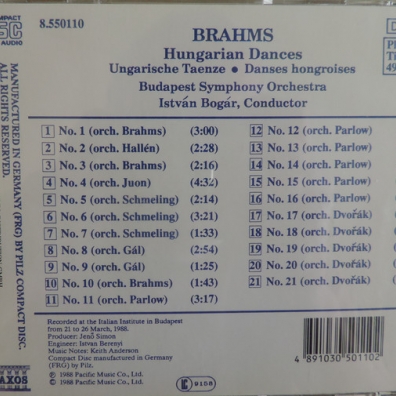 8.550110
BRAHMS
Hungarian Dances
Ungarische Taenze • Danses hongroises
Budapest Symphony Orchestra
István Bogár, Conductor
1 No. 1 (orch. Brahms) (3:00)
2 No. 2 (orch. Hallén) (2:28)
3 No. 3 (orch. Brahms) (2:16)
4 No. 4 (orch. Juon) (4:32)
5 No. 5 (orch. Schmeling) (2:14)
6 No. 6 (orch. Schmeling) (3:21)
7 No. 7 (orch. Schmeling) (1:33)
8 No. 8 (orch. Gál) (2:54)
9 No. 9 (orch. Gál) (1:25)
10 No. 10 (orch. Brahms) (1:43)
11 No. 11 (orch. Parlow) (3:17)
12 No. 12 (orch. Parlow)
13 No. 13 (orch. Parlow)
14 No. 14 (orch. Parlow)
15 No. 15 (orch. Parlow)
16 No. 16 (orch. Parlow)
17 No. 17 (orch. Dvořák)
18 No. 18 (orch. Dvořák)
19 No. 19 (orch. Dvořák)
20 No. 20 (orch. Dvořák)
21 No. 21 (orch. Dvořák)
Recorded at the Italian Institute in Budapest
from 21 to 26 March, 1988.
Producer: Jenő Simon
Engineer: Istvan Berenyi
Music Notes: Keith Anderson
Compact Disc manufactured in Germany
(FRG) by Pilz.
℗ 1988 Pacific Music Co., Ltd.
© 1988 Pacific Music Co., Ltd.
9156
4 891030 501102
MANUFACTURED IN GERMANY (FRG) BY PILZ COMPACT DISC.
ALL RIGHTS RESERVED.
AUDIO